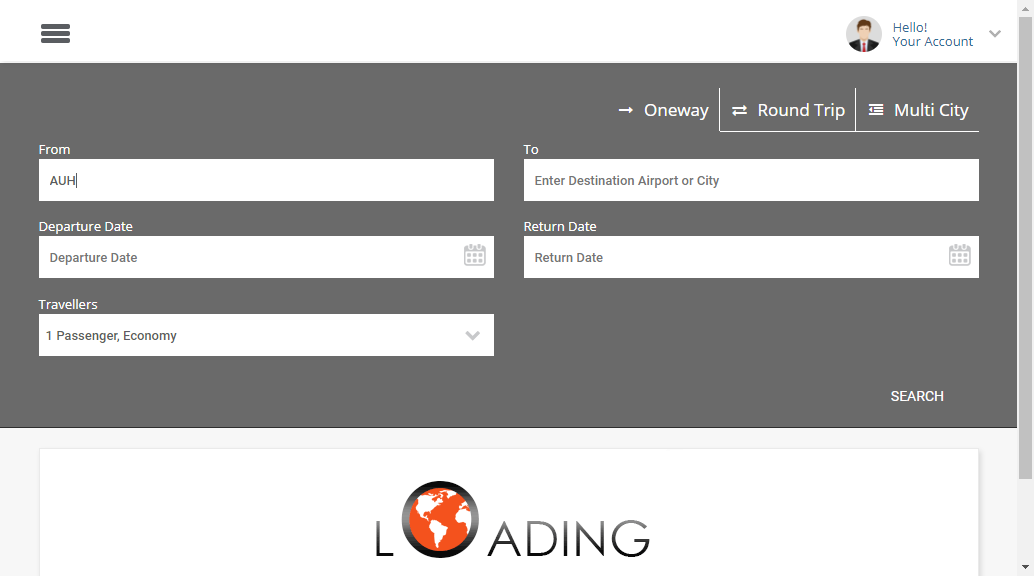 Hello!
Your Account
Oneway
Round Trip
Multi City
From
To
AUH
Enter Destination Airport or City
Departure Date
Return Date
Departure Date
Return Date
Travellers
1 Passenger, Economy
SEARCH
LOADING